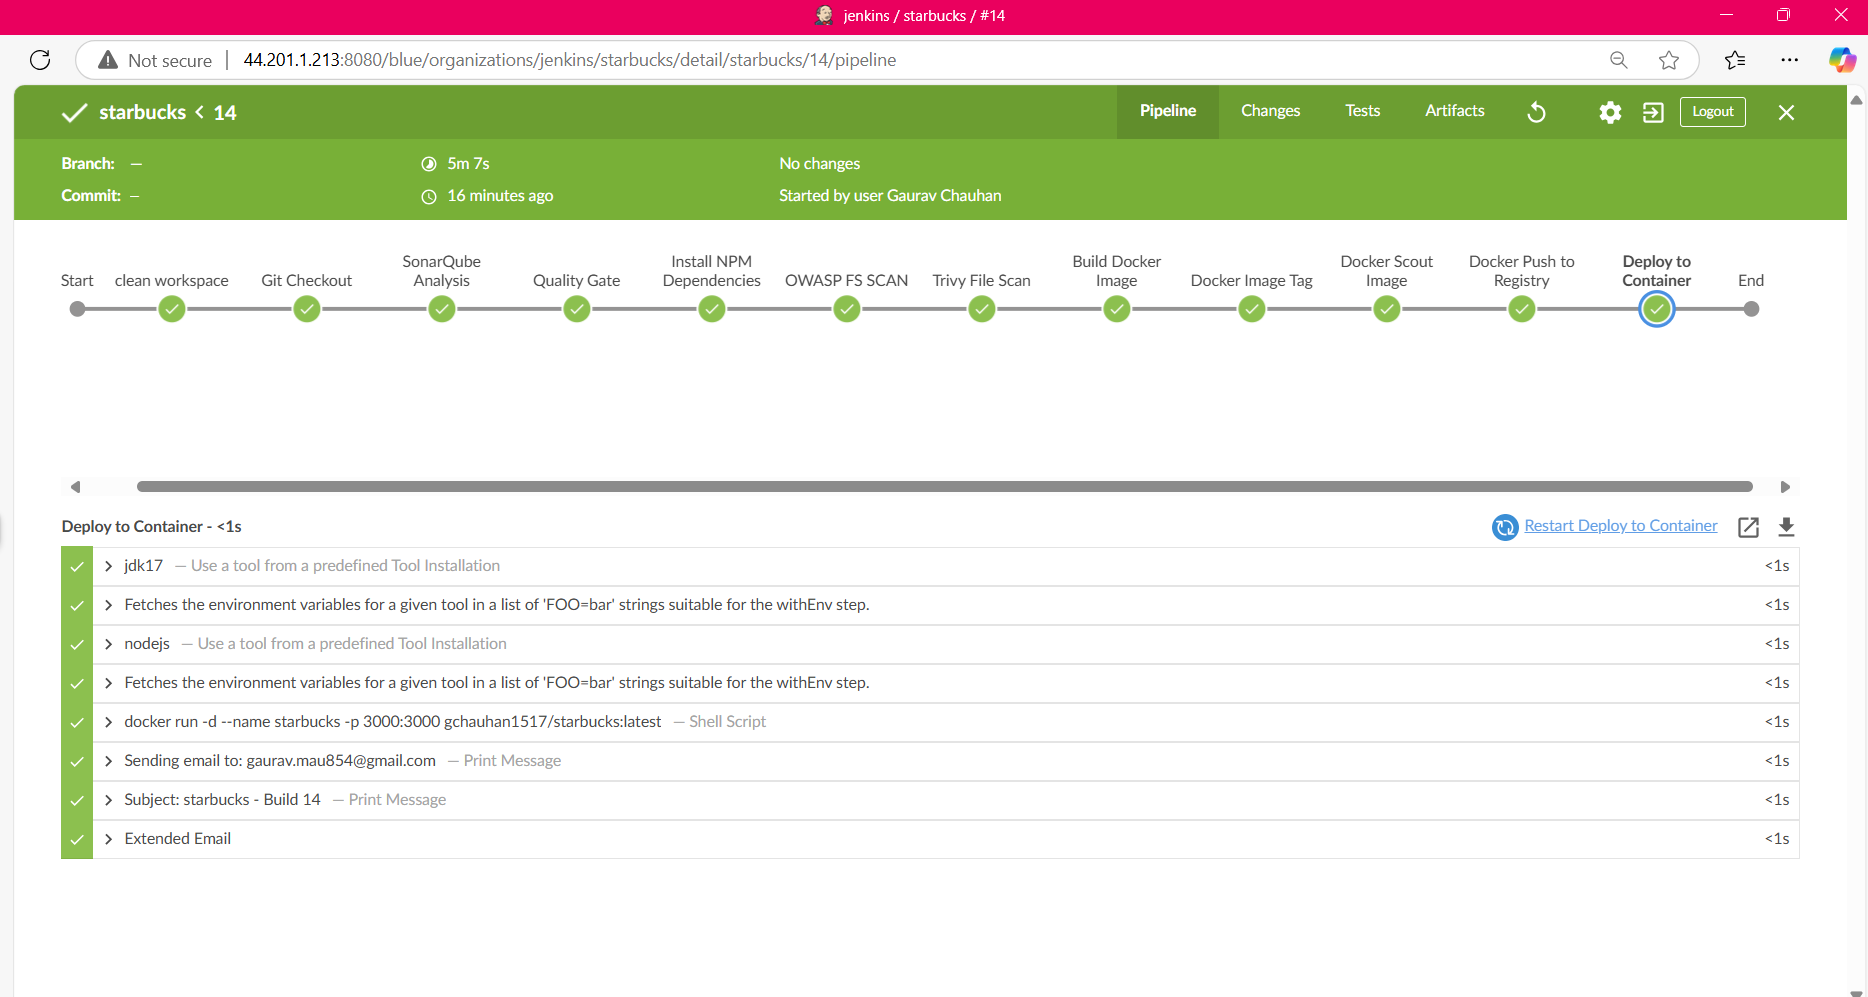 jenkins / starbucks / #14
Not secure | 44.201.1.213:8080/blue/organizations/jenkins/starbucks/detail/starbucks/14/pipeline
starbucks < 14
Pipeline Changes Tests Artifacts Logout
Branch: — 5m 7s No changes
Commit: — 16 minutes ago Started by user Gaurav Chauhan
Start
clean workspace
Git Checkout
SonarQube
Analysis
Quality Gate
Install NPM
Dependencies
OWASP FS SCAN
Trivy File Scan
Build Docker
Image
Docker Image Tag
Docker Scout
Image
Docker Push to
Registry
Deploy to
Container
End
Deploy to Container - <1s Restart Deploy to Container
jdk17 — Use a tool from a predefined Tool Installation <1s
Fetches the environment variables for a given tool in a list of 'FOO=bar' strings suitable for the withEnv step. <1s
nodejs — Use a tool from a predefined Tool Installation <1s
Fetches the environment variables for a given tool in a list of 'FOO=bar' strings suitable for the withEnv step. <1s
docker run -d --name starbucks -p 3000:3000 gchauhan1517/starbucks:latest — Shell Script <1s
Sending email to: gaurav.mau854@gmail.com — Print Message <1s
Subject: starbucks - Build 14 — Print Message <1s
Extended Email <1s